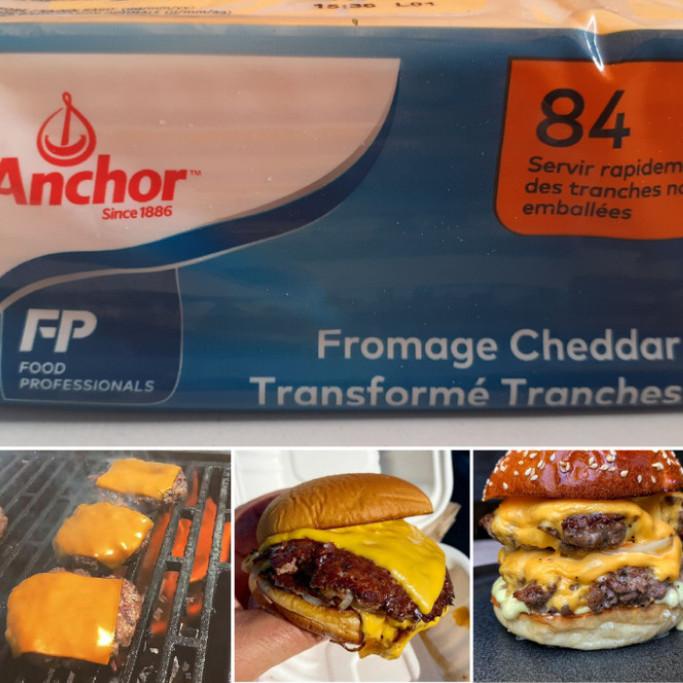 15:36 L01
Anchor™
Since 1886
84
Servir rapidem
des tranches no
emballées
FP
FOOD
PROFESSIONALS
Fromage Cheddar
Transformé Tranches